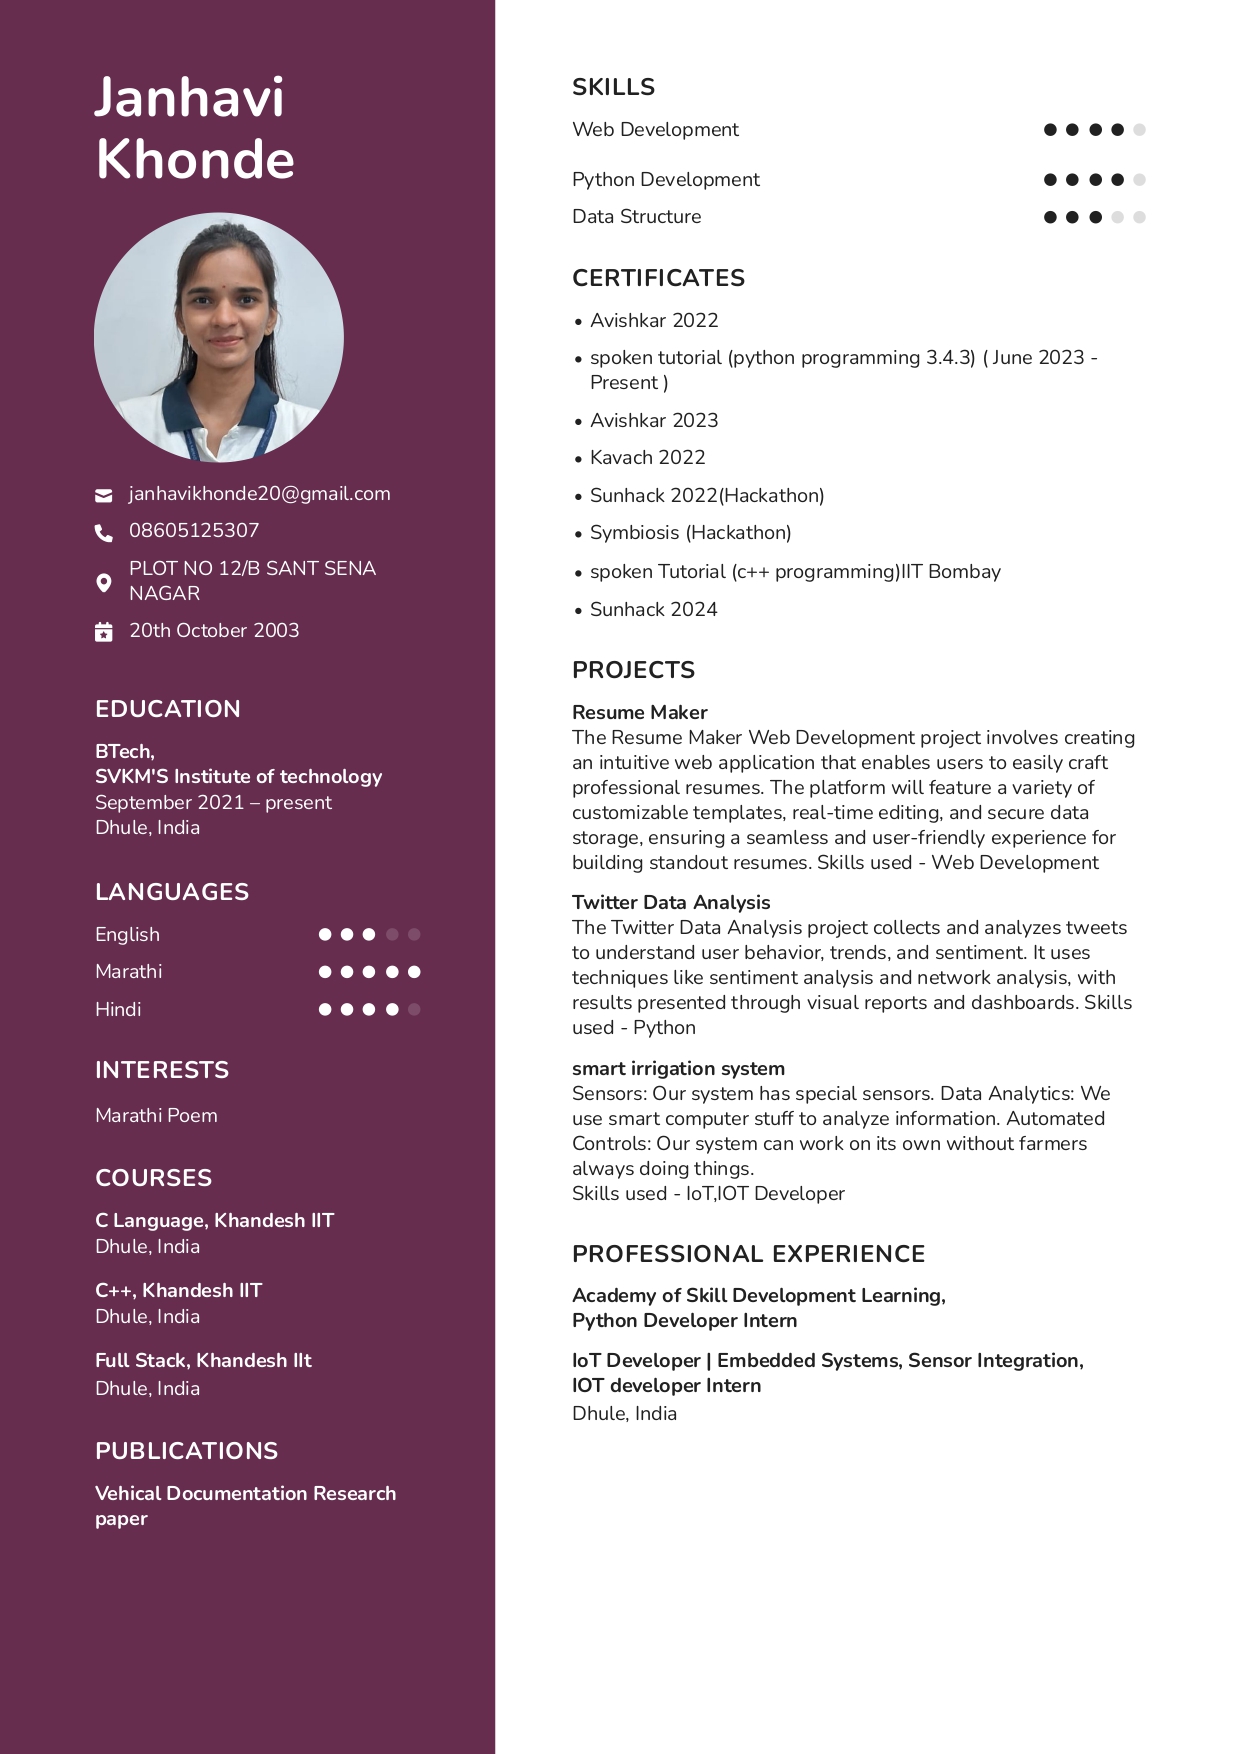 Janhavi
Khonde
janhavikhonde20@gmail.com
08605125307
PLOT NO 12/B SANT SENA
NAGAR
20th October 2003
EDUCATION
BTech,
SVKM'S Institute of technology
September 2021 – present
Dhule, India
LANGUAGES
English
Marathi
Hindi
INTERESTS
Marathi Poem
COURSES
C Language, Khandesh IIT
Dhule, India
C++, Khandesh IIT
Dhule, India
Full Stack, Khandesh IIt
Dhule, India
PUBLICATIONS
Vehical Documentation Research
paper
SKILLS
Web Development
Python Development
Data Structure
CERTIFICATES
• Avishkar 2022
• spoken tutorial (python programming 3.4.3) ( June 2023 -
Present )
• Avishkar 2023
• Kavach 2022
• Sunhack 2022(Hackathon)
• Symbiosis (Hackathon)
• spoken Tutorial (c++ programming)IIT Bombay
• Sunhack 2024
PROJECTS
Resume Maker
The Resume Maker Web Development project involves creating
an intuitive web application that enables users to easily craft
professional resumes. The platform will feature a variety of
customizable templates, real-time editing, and secure data
storage, ensuring a seamless and user-friendly experience for
building standout resumes. Skills used - Web Development
Twitter Data Analysis
The Twitter Data Analysis project collects and analyzes tweets
to understand user behavior, trends, and sentiment. It uses
techniques like sentiment analysis and network analysis, with
results presented through visual reports and dashboards. Skills
used - Python
smart irrigation system
Sensors: Our system has special sensors. Data Analytics: We
use smart computer stuff to analyze information. Automated
Controls: Our system can work on its own without farmers
always doing things.
Skills used - IoT,IOT Developer
PROFESSIONAL EXPERIENCE
Academy of Skill Development Learning,
Python Developer Intern
IoT Developer | Embedded Systems, Sensor Integration,
IOT developer Intern
Dhule, India